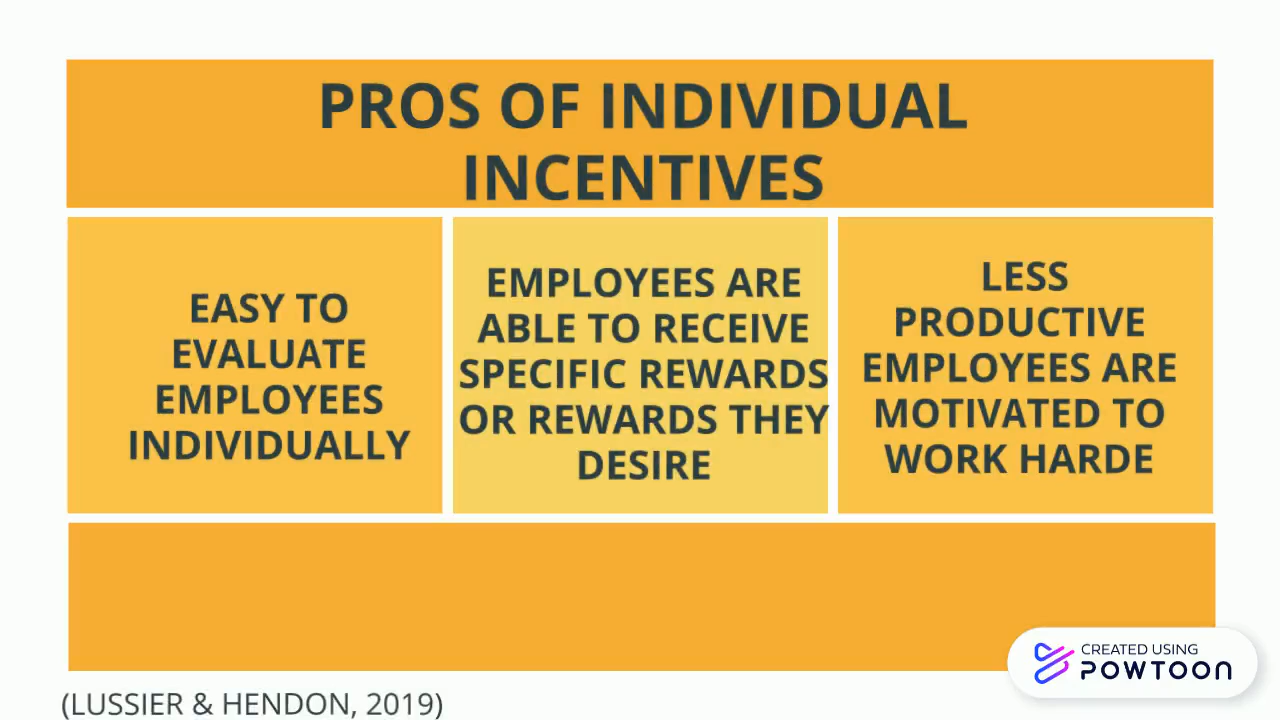 PROS OF INDIVIDUAL
INCENTIVES
EASY TO
EVALUATE
EMPLOYEES
INDIVIDUALLY
EMPLOYEES ARE
ABLE TO RECEIVE
SPECIFIC REWARDS
OR REWARDS THEY
DESIRE
LESS
PRODUCTIVE
EMPLOYEES ARE
MOTIVATED TO
WORK HARDE
CREATED USING
POWTOON
(LUSSIER & HENDON, 2019)